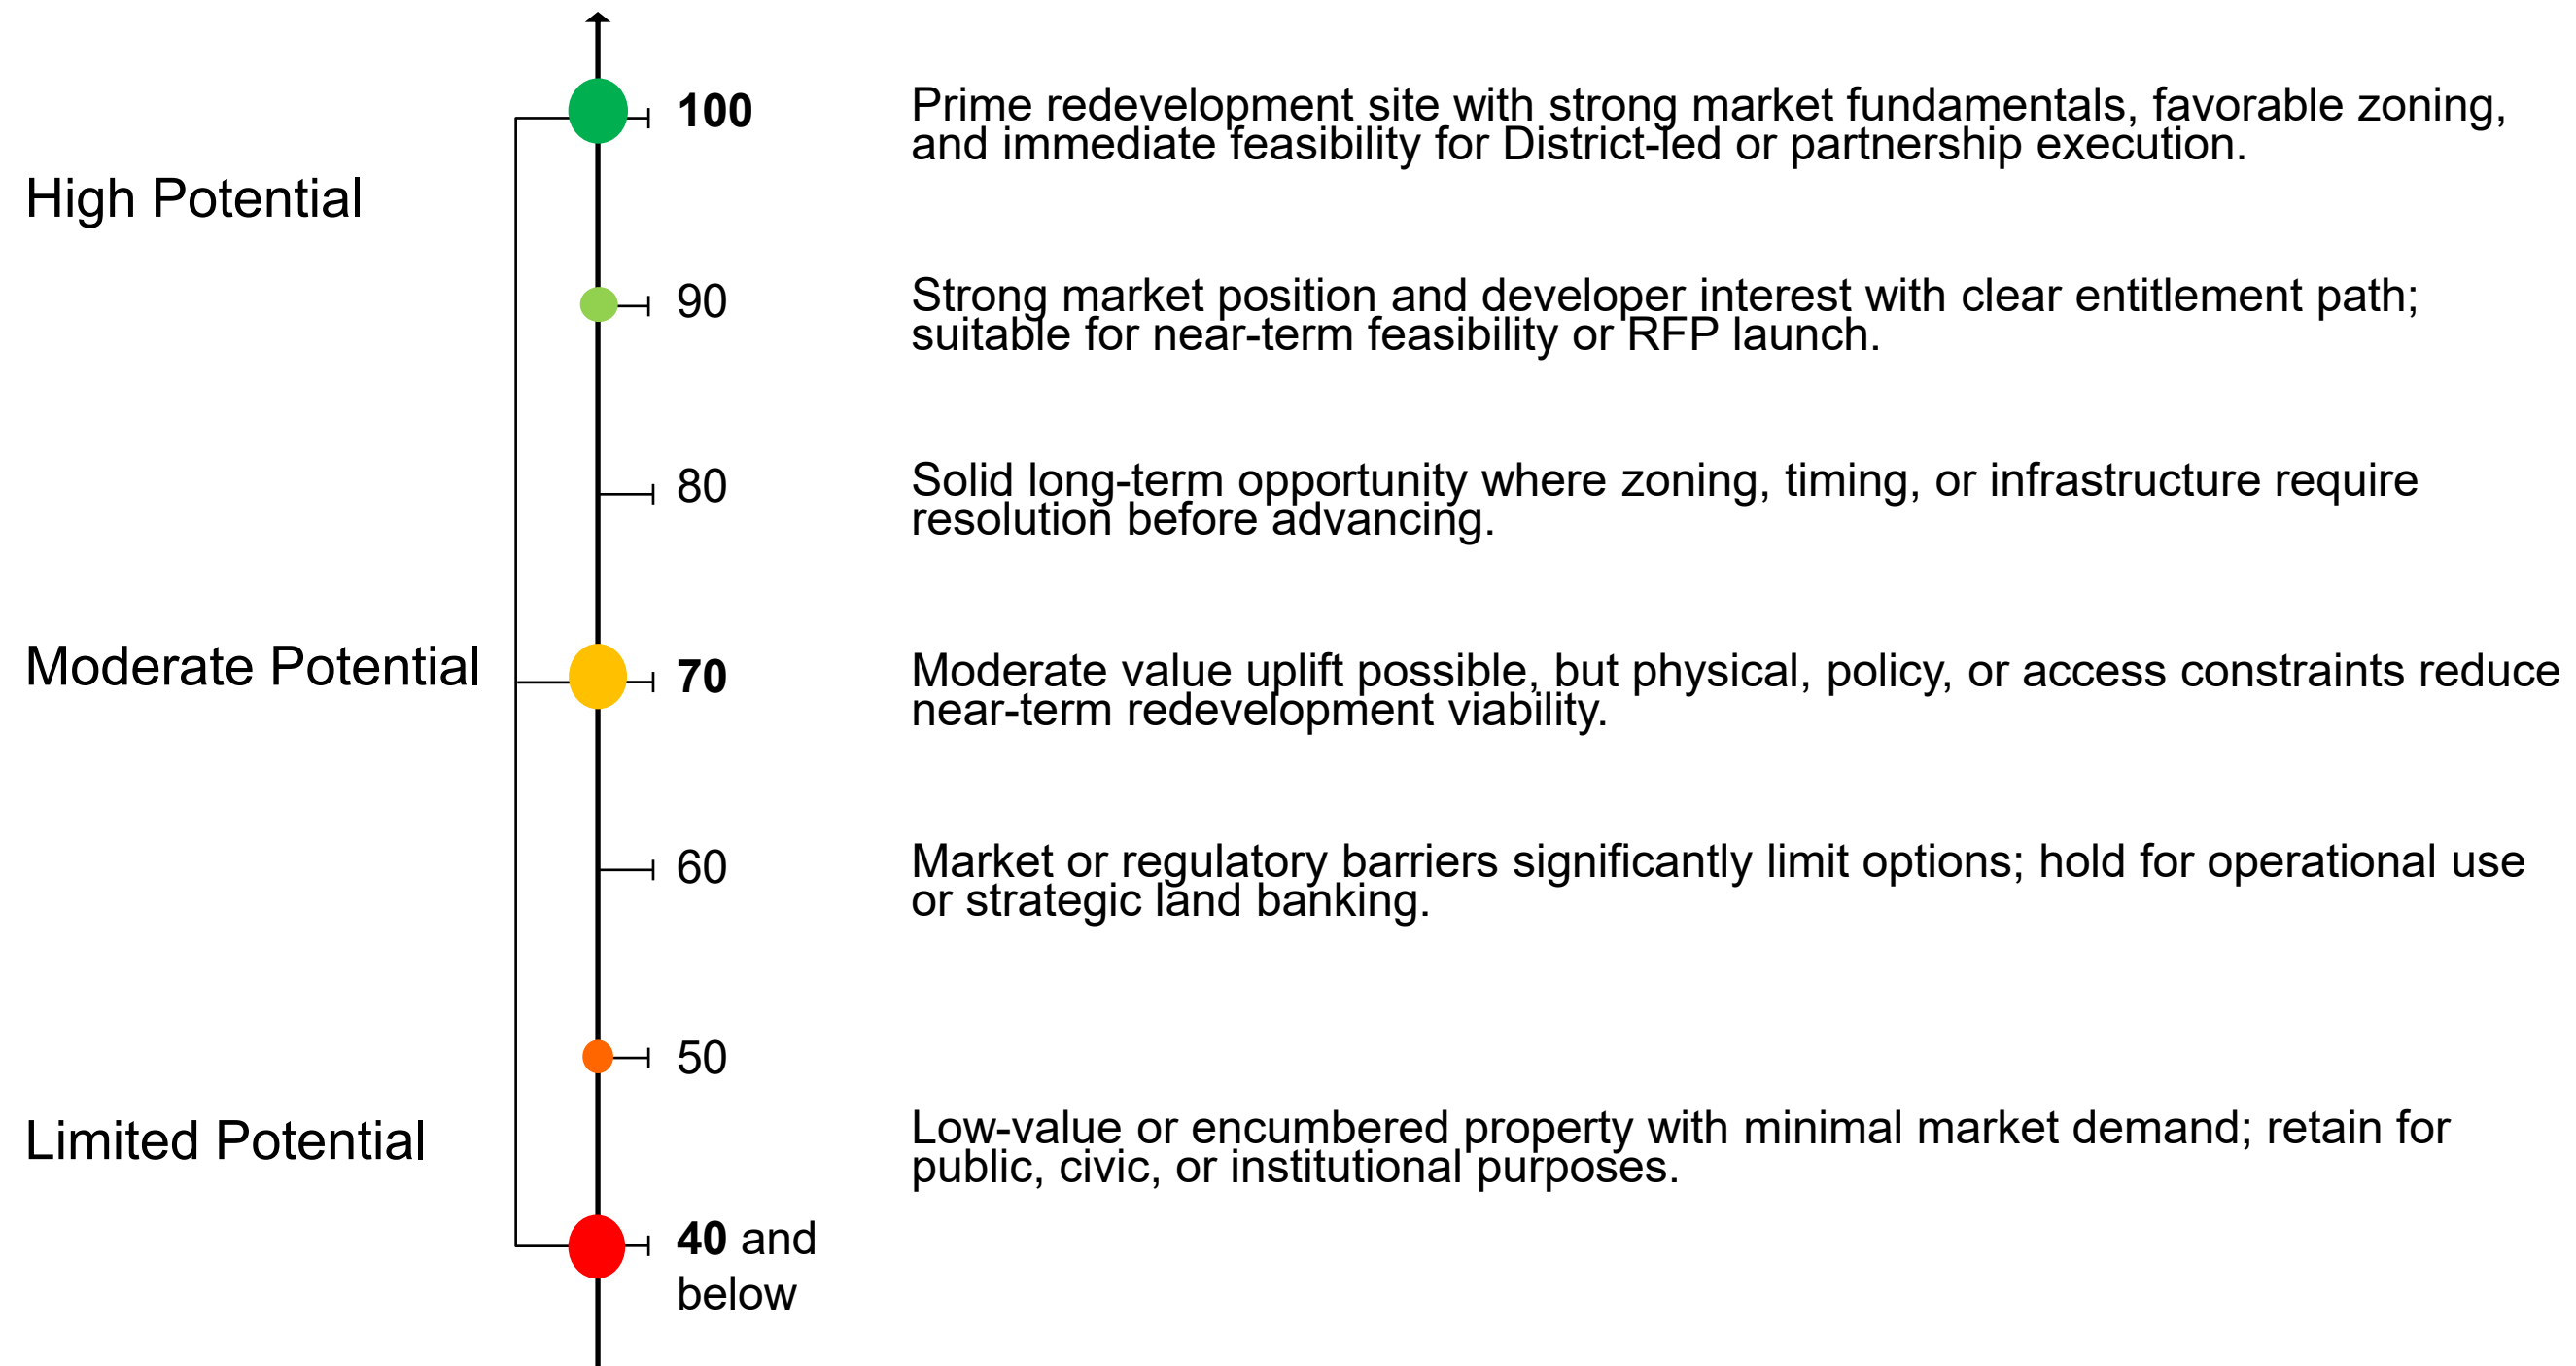 100
Prime redevelopment site with strong market fundamentals, favorable zoning,
and immediate feasibility for District-led or partnership execution.
High Potential
90
Strong market position and developer interest with clear entitlement path;
suitable for near-term feasibility or RFP launch.
80
Solid long-term opportunity where zoning, timing, or infrastructure require
resolution before advancing.
Moderate Potential
70
Moderate value uplift possible, but physical, policy, or access constraints reduce
near-term redevelopment viability.
60
Market or regulatory barriers significantly limit options; hold for operational use
or strategic land banking.
50
Limited Potential
Low-value or encumbered property with minimal market demand; retain for
public, civic, or institutional purposes.
40 and
below